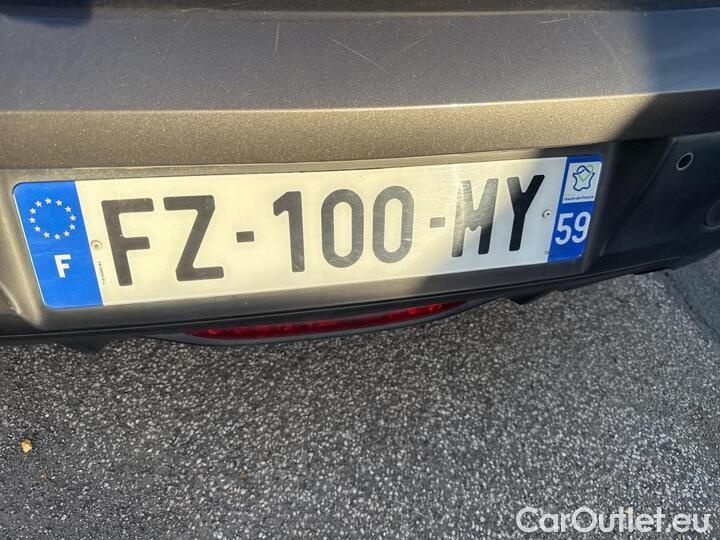 F
FZ-100-MY
Hauts-de-France
59
CarOutlet.eu